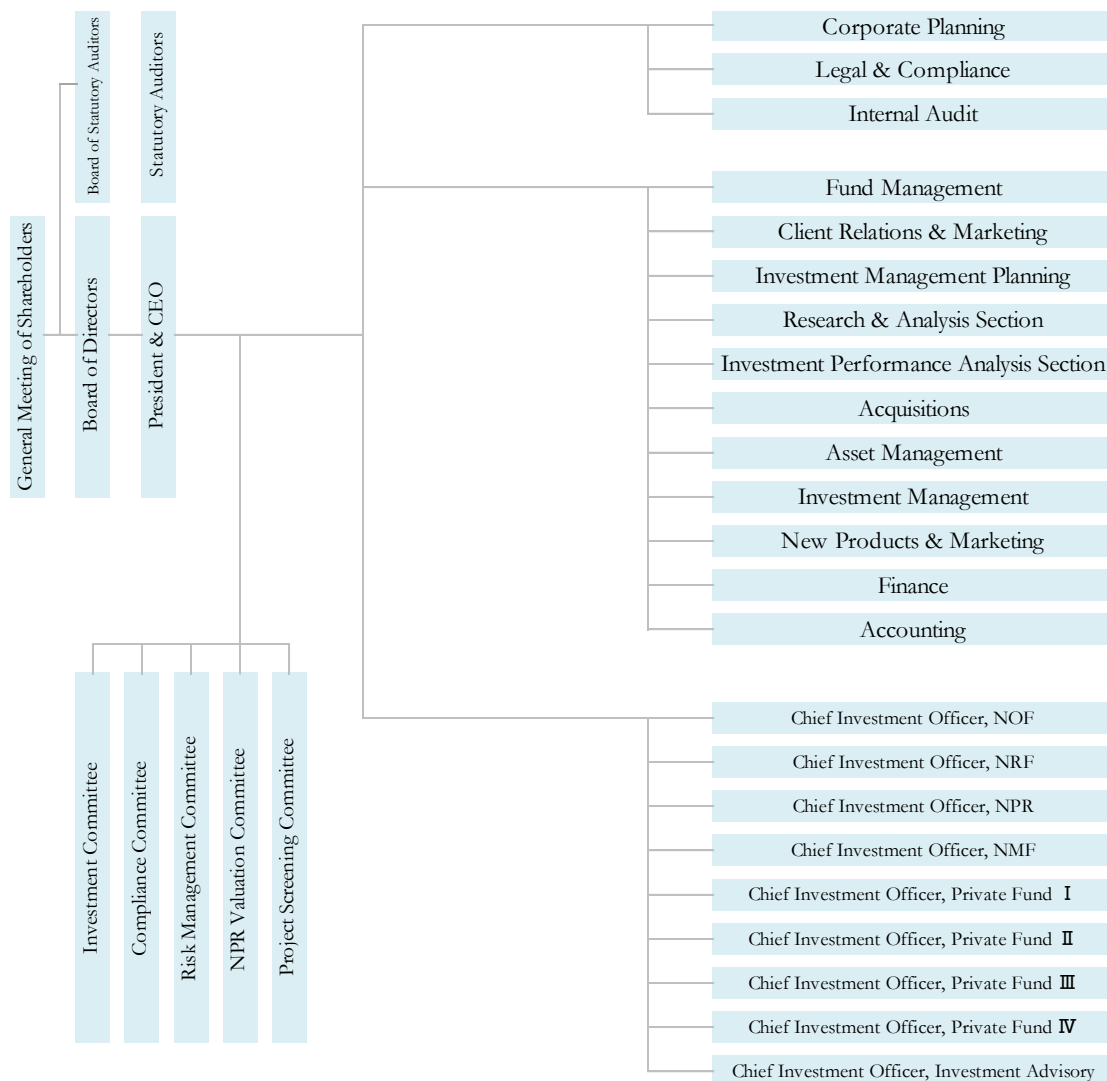 General Meeting of Shareholders
Board of Statutory Auditors
Statutory Auditors
Board of Directors
President & CEO
Corporate Planning
Legal & Compliance
Internal Audit
Fund Management
Client Relations & Marketing
Investment Management Planning
Research & Analysis Section
Investment Performance Analysis Section
Acquisitions
Asset Management
Investment Management
New Products & Marketing
Finance
Accounting
Investment Committee
Compliance Committee
Risk Management Committee
NPR Valuation Committee
Project Screening Committee
Chief Investment Officer, NOF
Chief Investment Officer, NRF
Chief Investment Officer, NPR
Chief Investment Officer, NMF
Chief Investment Officer, Private Fund Ⅰ
Chief Investment Officer, Private Fund Ⅱ
Chief Investment Officer, Private Fund Ⅲ
Chief Investment Officer, Private Fund Ⅳ
Chief Investment Officer, Investment Advisory